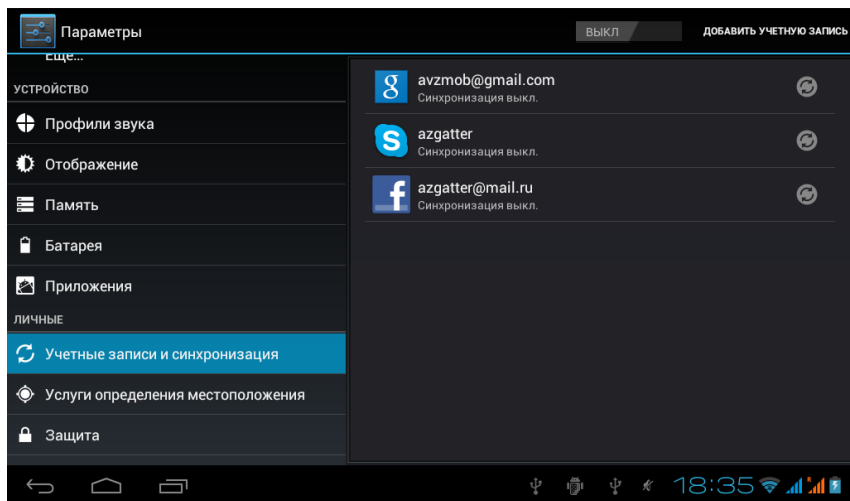 Параметры
ВЫКЛ
ДОБАВИТЬ УЧЕТНУЮ ЗАПИСЬ
Еще...
УСТРОЙСТВО
Профили звука
Отображение
Память
Батарея
Приложения
ЛИЧНЫЕ
Учетные записи и синхронизация
Услуги определения местоположения
Защита
g
avzmob@gmail.com
Синхронизация выкл.
S
azgatter
Синхронизация выкл.
f
azgatter@mail.ru
Синхронизация выкл.
18:35